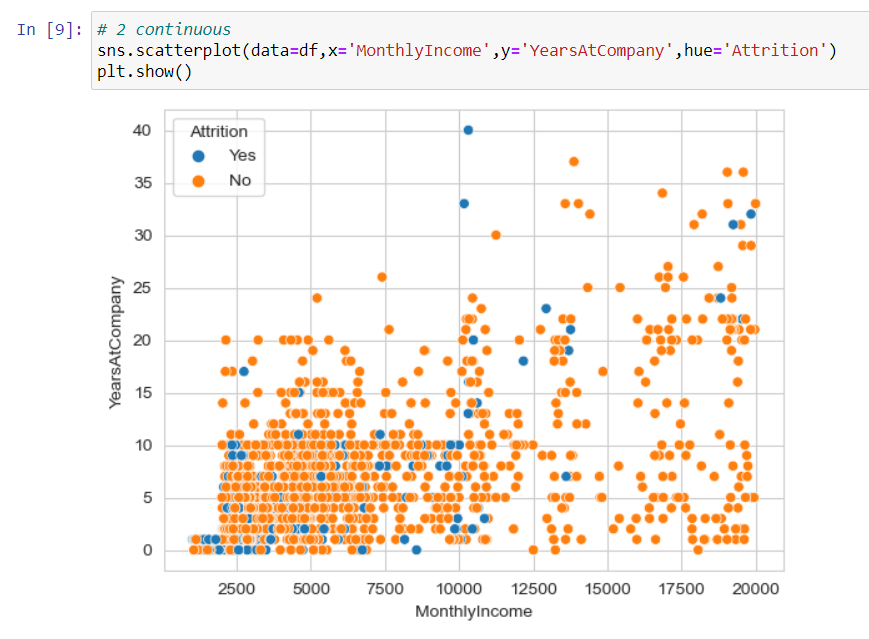 In [9]: # 2 continuous
sns.scatterplot(data=df,x='MonthlyIncome',y='YearsAtCompany',hue='Attrition')
plt.show()
Attrition
Yes
No
40
35
30
25
20
15
10
5
0
YearsAtCompany
2500 5000 7500 10000 12500 15000 17500 20000
MonthlyIncome